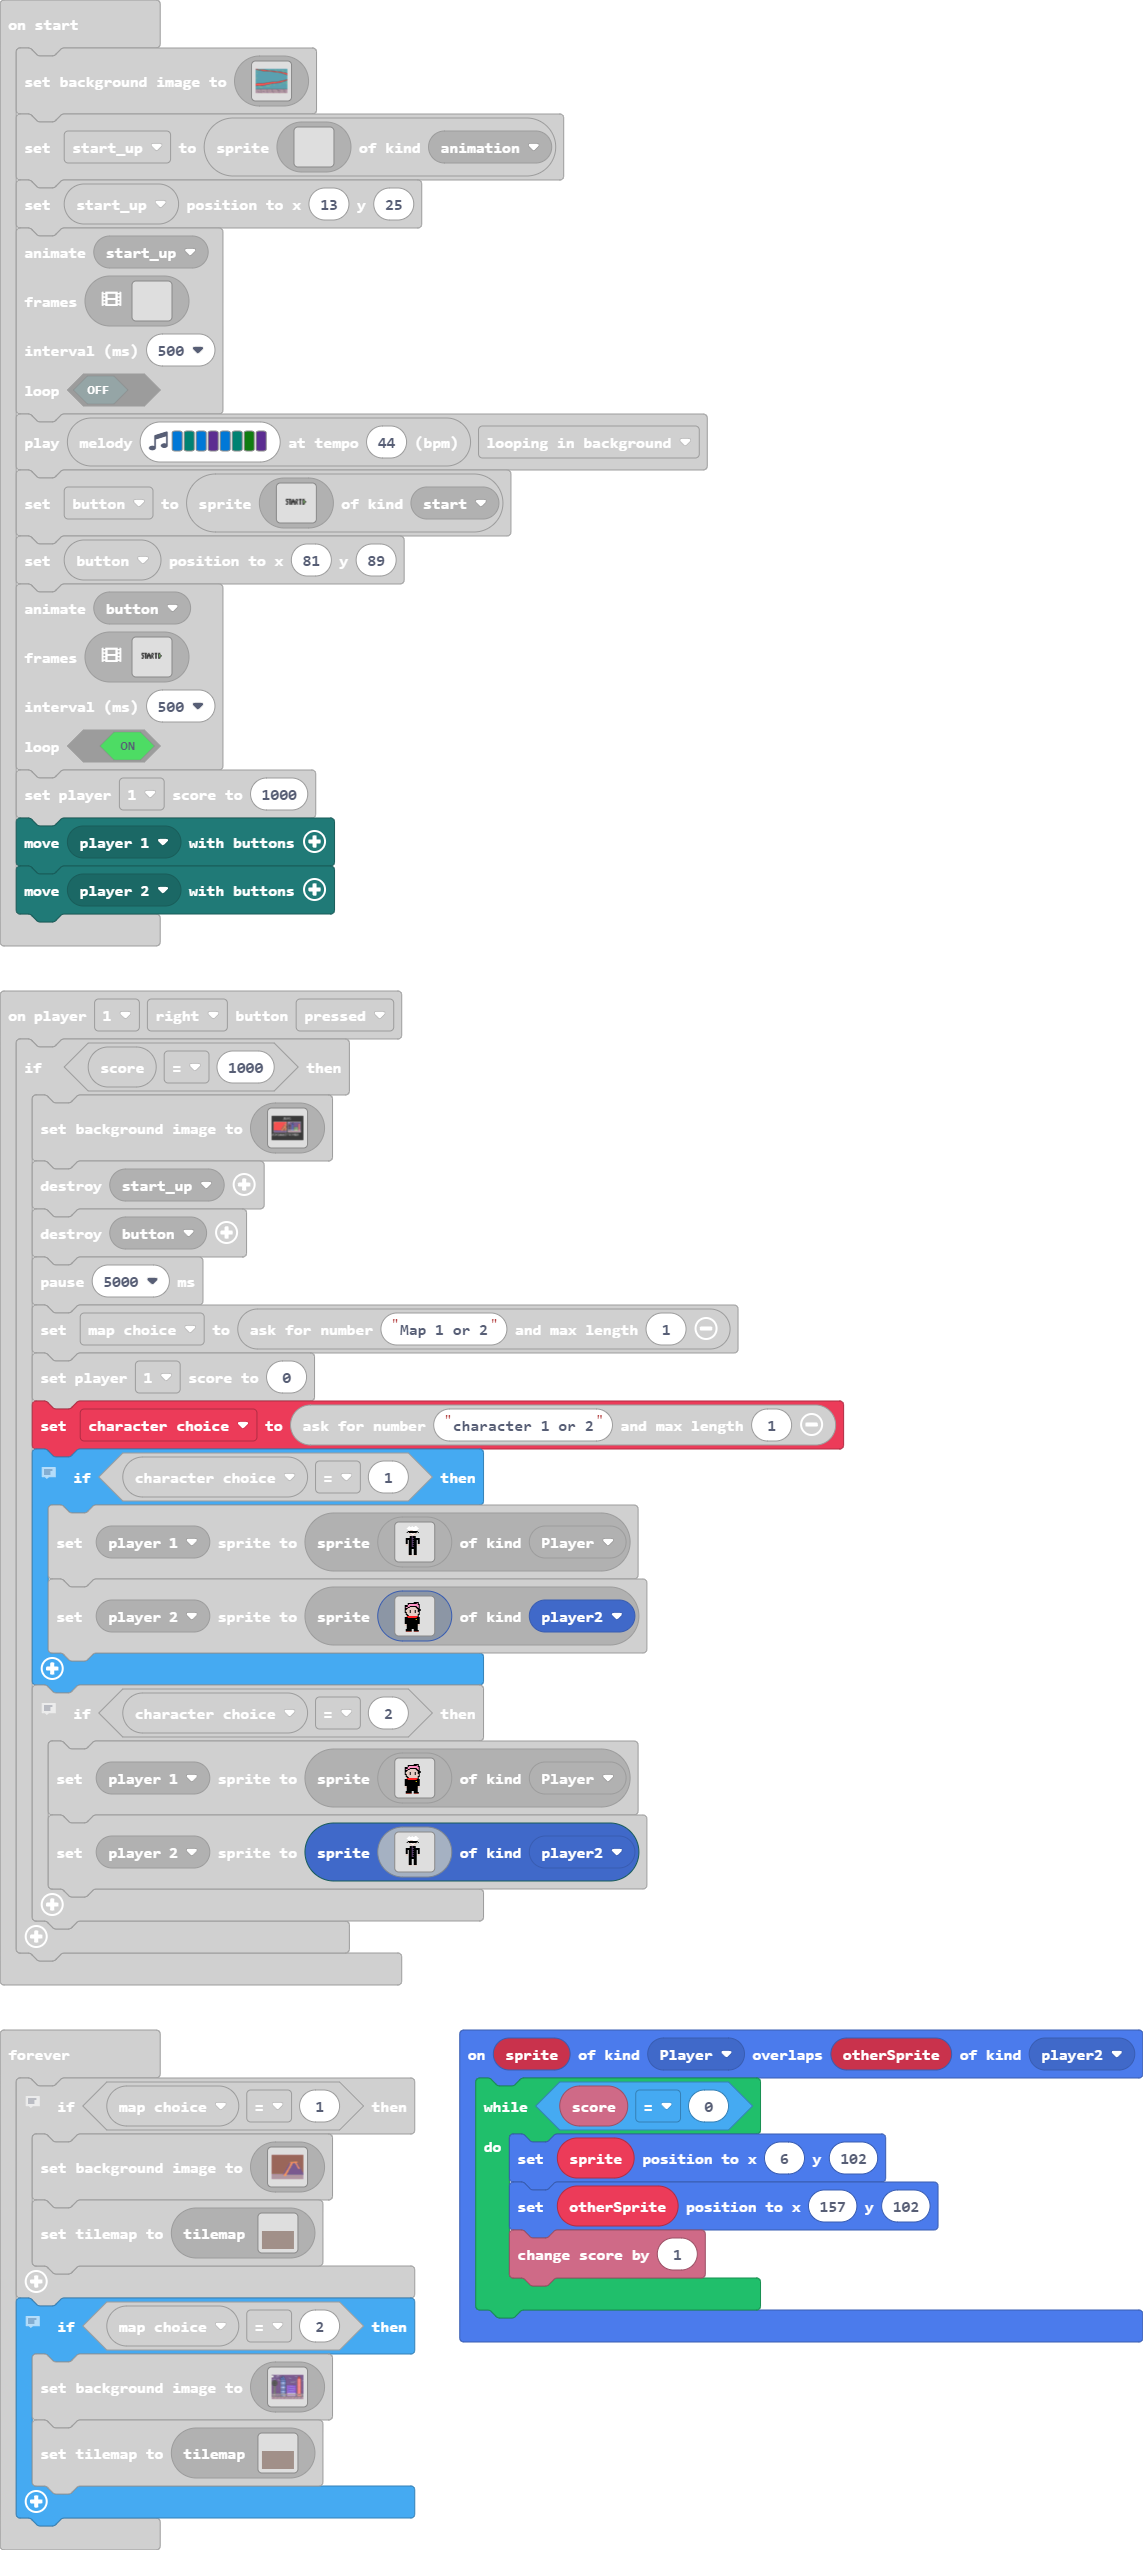 on start
set background image to
set start_up to sprite of kind animation
set start_up position to x 13 y 25
animate start_up
frames
interval (ms) 500
loop OFF
play melody at tempo 44 (bpm) looping in background
set button to sprite START of kind start
set button position to x 81 y 89
animate button
frames START
interval (ms) 500
loop ON
set player 1 score to 1000
move player 1 with buttons
move player 2 with buttons
on player 1 right button pressed
if score = 1000 then
set background image to
destroy start_up
destroy button
pause 5000 ms
set map choice to ask for number "Map 1 or 2" and max length 1
set player 1 score to 0
set character choice to ask for number "character 1 or 2" and max length 1
if character choice = 1 then
set player 1 sprite to sprite of kind Player
set player 2 sprite to sprite of kind player2
if character choice = 2 then
set player 1 sprite to sprite of kind Player
set player 2 sprite to sprite of kind player2
forever
if map choice = 1 then
set background image to
set tilemap to tilemap
if map choice = 2 then
set background image to
set tilemap to tilemap
on sprite of kind Player overlaps otherSprite of kind player2
while score = 0
do
set sprite position to x 6 y 102
set otherSprite position to x 157 y 102
change score by 1